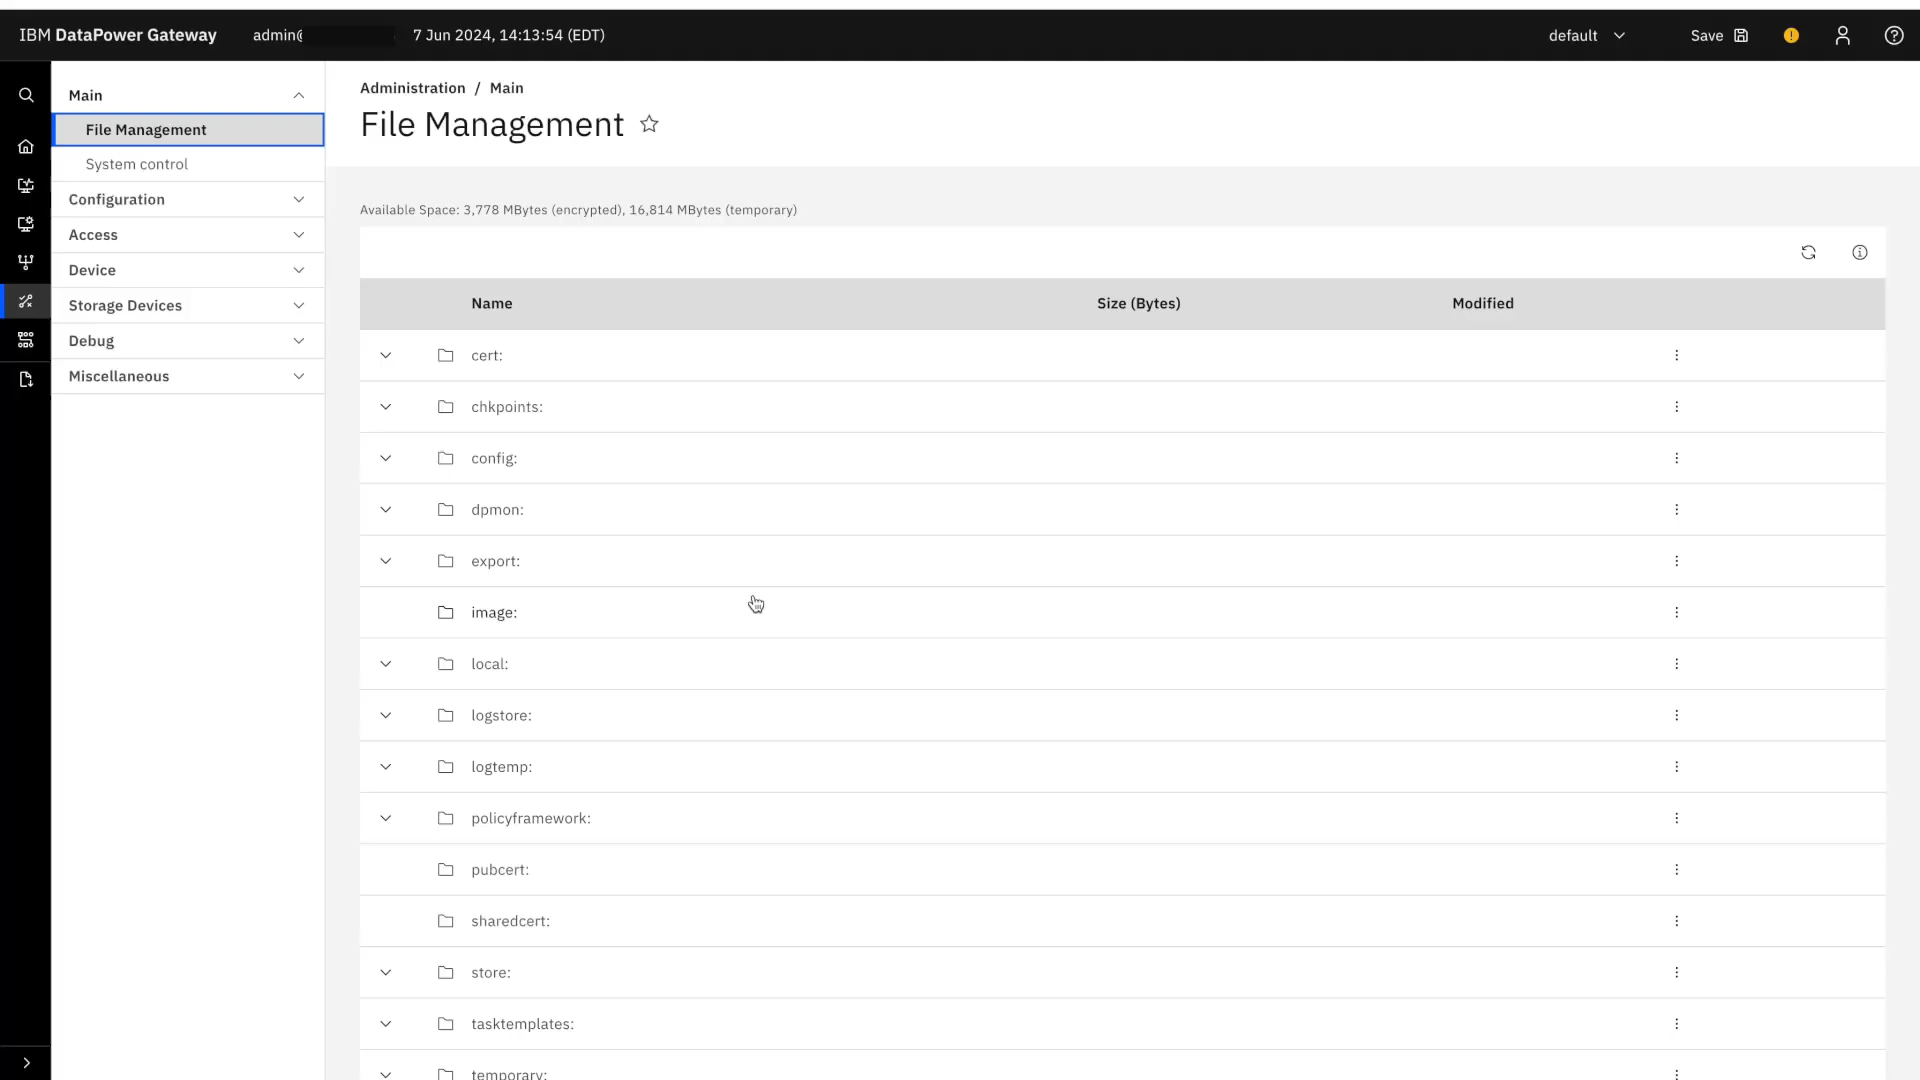 IBM DataPower Gateway admin@ 7 Jun 2024, 14:13:54 (EDT) default Save
Main
File Management
System control
Configuration
Access
Device
Storage Devices
Debug
Miscellaneous
Administration / Main
File Management
Available Space: 3,778 MBytes (encrypted), 16,814 MBytes (temporary)
Name Size (Bytes) Modified
cert:
chkpoints:
config:
dpmon:
export:
image:
local:
logstore:
logtemp:
policyframework:
pubcert:
sharedcert:
store:
tasktemplates:
temporary: